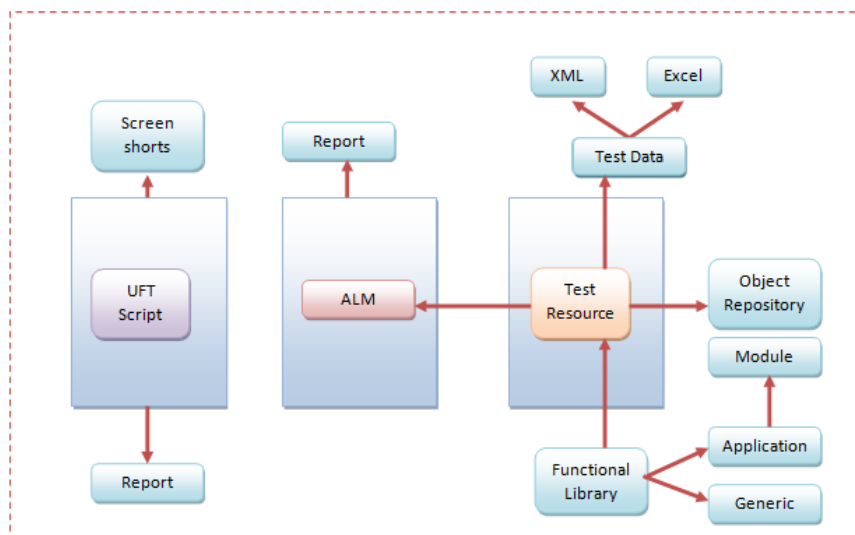 XML
Excel
Screen
shorts
Report
Test Data
UFT
Script
ALM
Test
Resource
Object
Repository
Module
Report
Functional
Library
Application
Generic